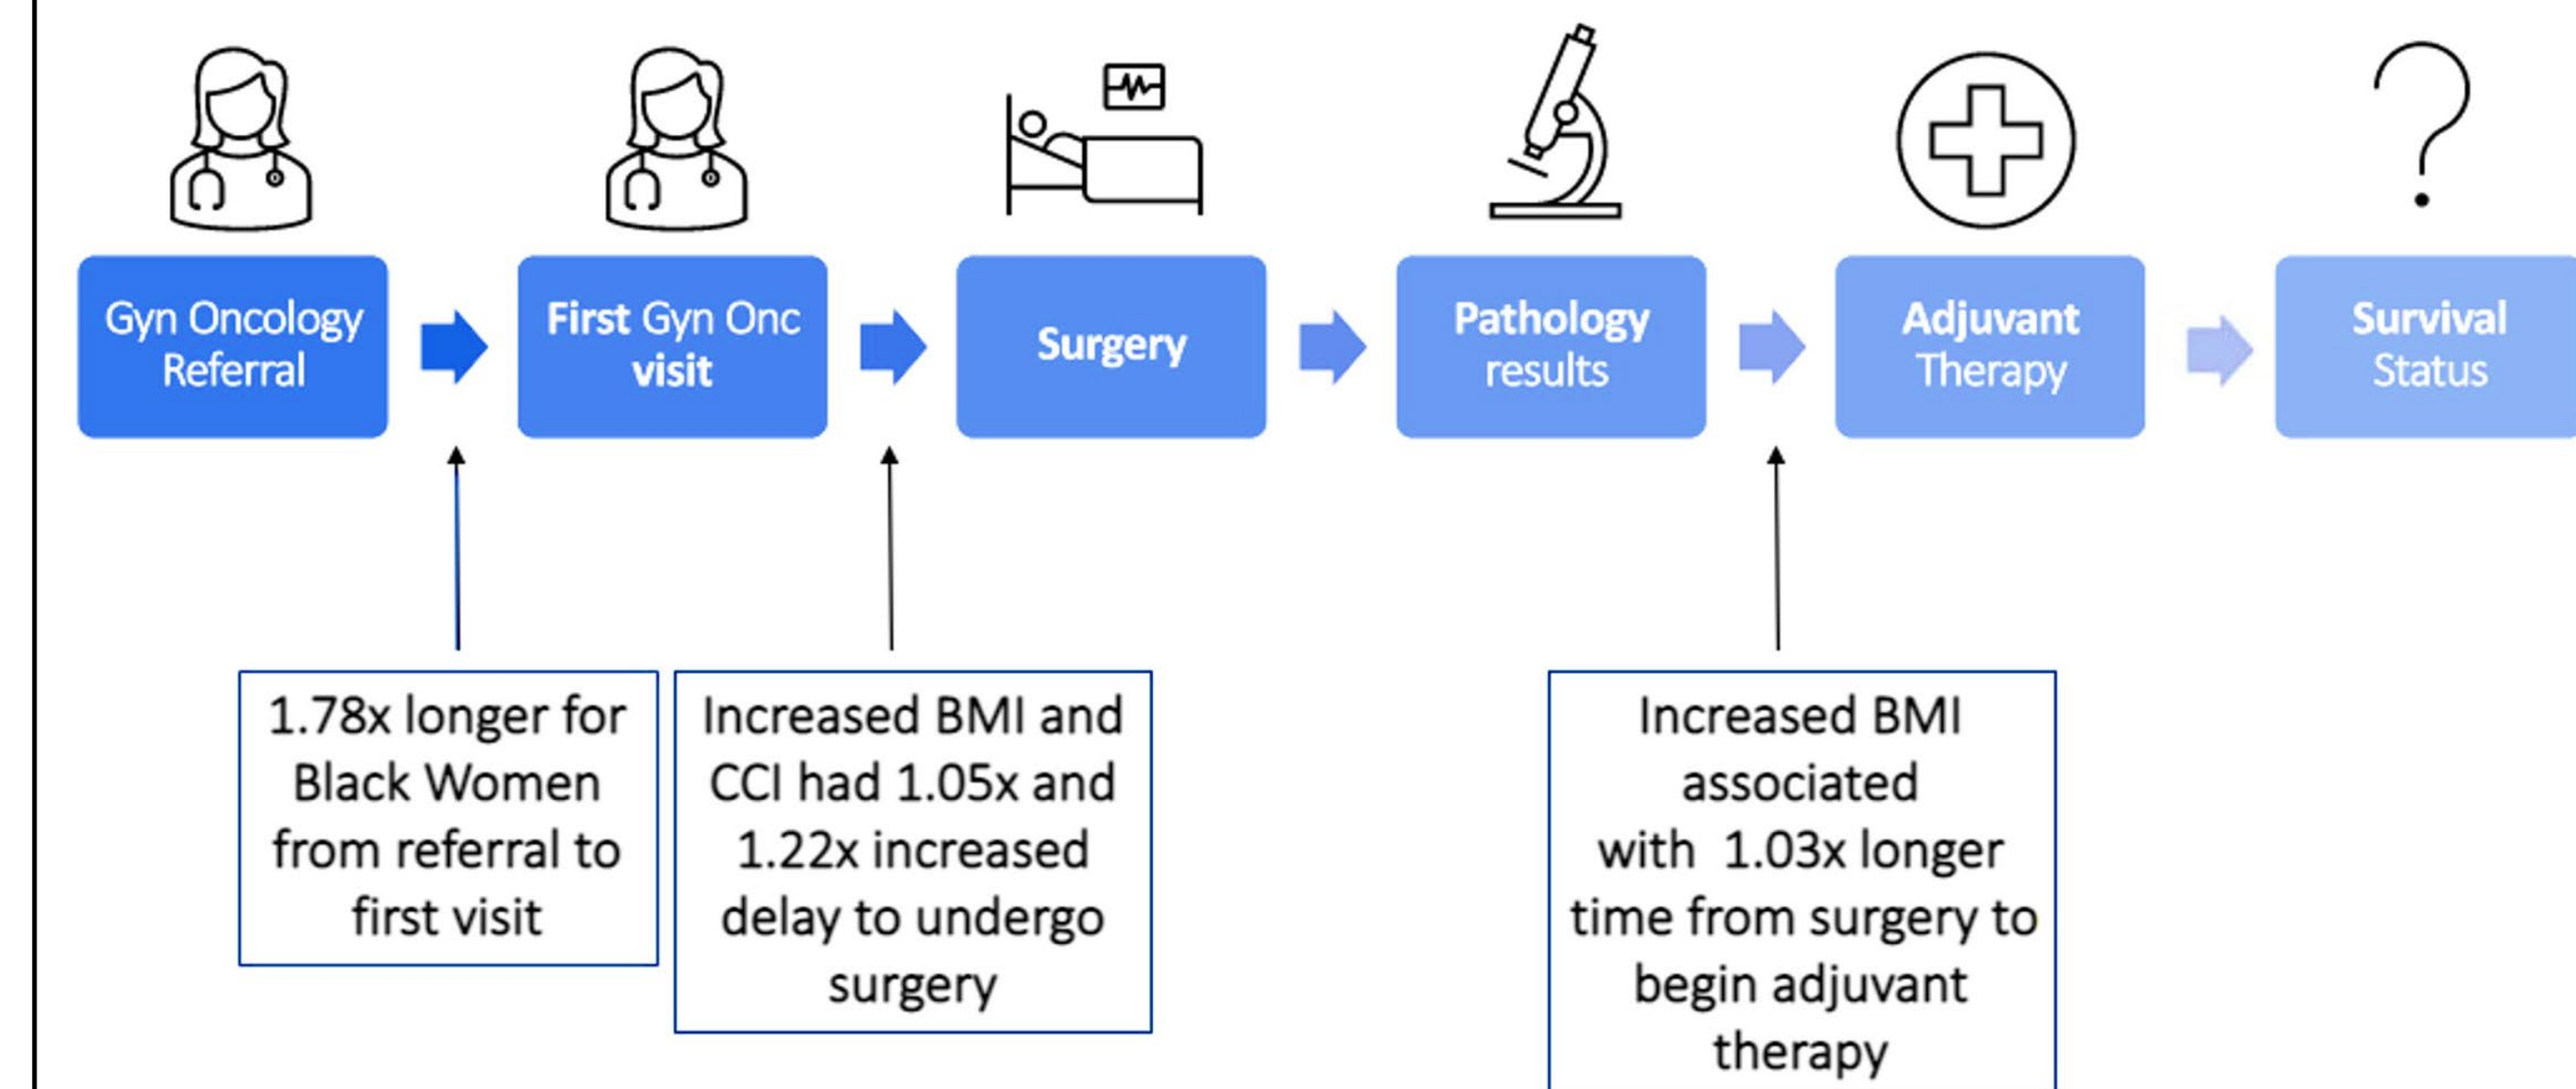 Gyn Oncology
Referral
First Gyn Onc
visit
Surgery
Pathology
results
Adjuvant
Therapy
Survival
Status
1.78x longer for
Black Women
from referral to
first visit
Increased BMI and
CCI had 1.05x and
1.22x increased
delay to undergo
surgery
Increased BMI
associated
with  1.03x longer
time from surgery to
begin adjuvant
therapy